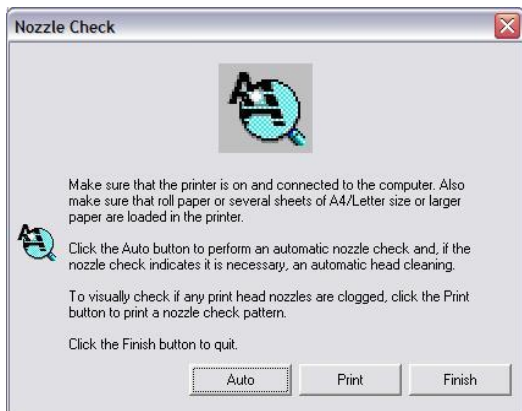 Nozzle Check
Make sure that the printer is on and connected to the computer. Also
make sure that roll paper or several sheets of A4/Letter size or larger
paper are loaded in the printer.
Click the Auto button to perform an automatic nozzle check and, if the
nozzle check indicates it is necessary, an automatic head cleaning.
To visually check if any print head nozzles are clogged, click the Print
button to print a nozzle check pattern.
Click the Finish button to quit.
Auto Print Finish